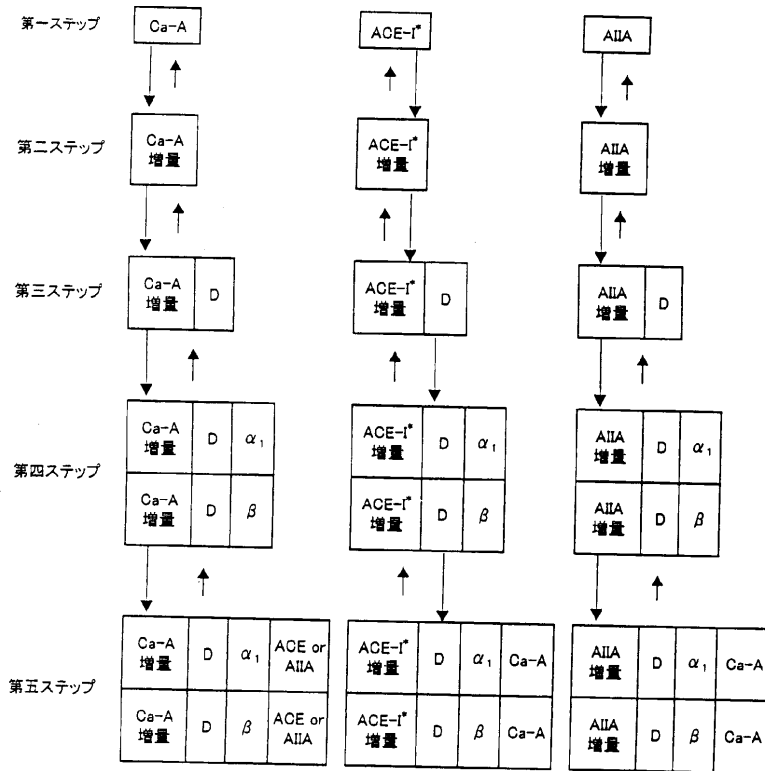 第一ステップ
Ca-A
ACE-I*
AIIA
第二ステップ
Ca-A
増量
ACE-I*
増量
AIIA
増量
第三ステップ
Ca-A
増量
D
ACE-I*
増量
D
AIIA
増量
D
第四ステップ
Ca-A
増量
D
α₁
ACE-I*
増量
D
α₁
AIIA
増量
D
α₁
Ca-A
増量
D
β
ACE-I*
増量
D
β
AIIA
増量
D
β
第五ステップ
Ca-A
増量
D
α₁
ACE or
AIIA
ACE-I*
増量
D
α₁
Ca-A
AIIA
増量
D
α₁
Ca-A
Ca-A
増量
D
β
ACE or
AIIA
ACE-I*
増量
D
β
Ca-A
AIIA
増量
D
β
Ca-A